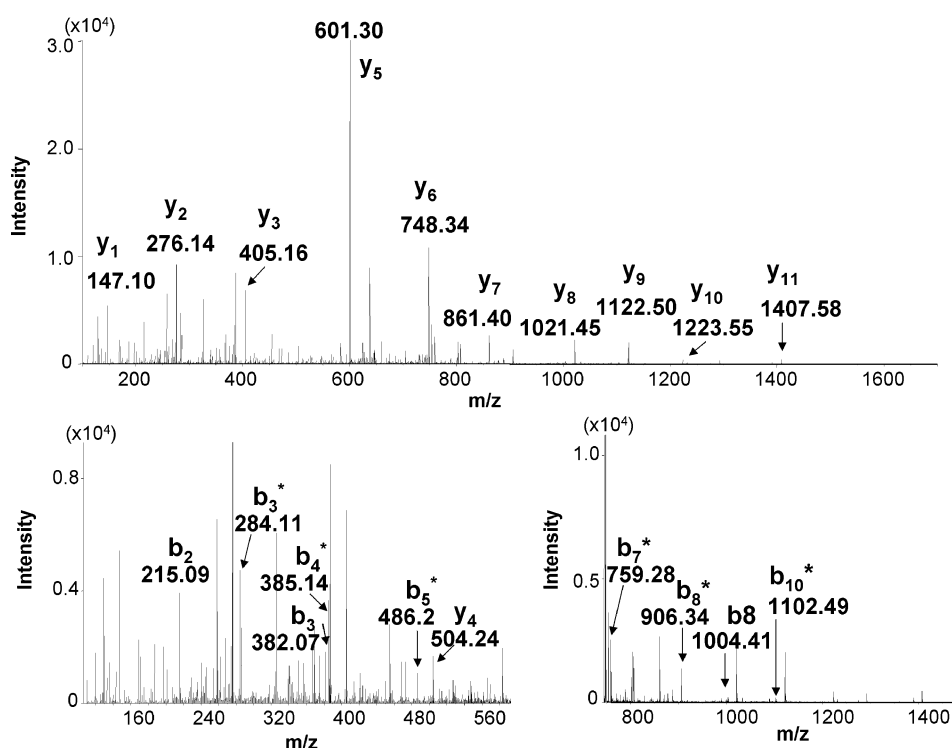 (x10⁴)
3.0
2.0
1.0
0
Intensity
y₁
147.10
y₂
276.14
y₃
405.16
601.30
y₅
y₆
748.34
y₇
861.40
y₈
1021.45
y₉
1122.50
y₁₀
1223.55
y₁₁
1407.58
200 400 600 800 1000 1200 1400 1600
m/z
(x10⁴)
0.8
0.4
0
Intensity
b₂
215.09
b₃*
284.11
b₄*
385.14
b₃
382.07
b₅*
486.2
y₄
504.24
160 240 320 400 480 560
m/z
(x10⁴)
1.0
0.5
0
Intensity
b₇*
759.28
b₈*
906.34
b8
1004.41
b₁₀*
1102.49
800 1000 1200 1400
m/z